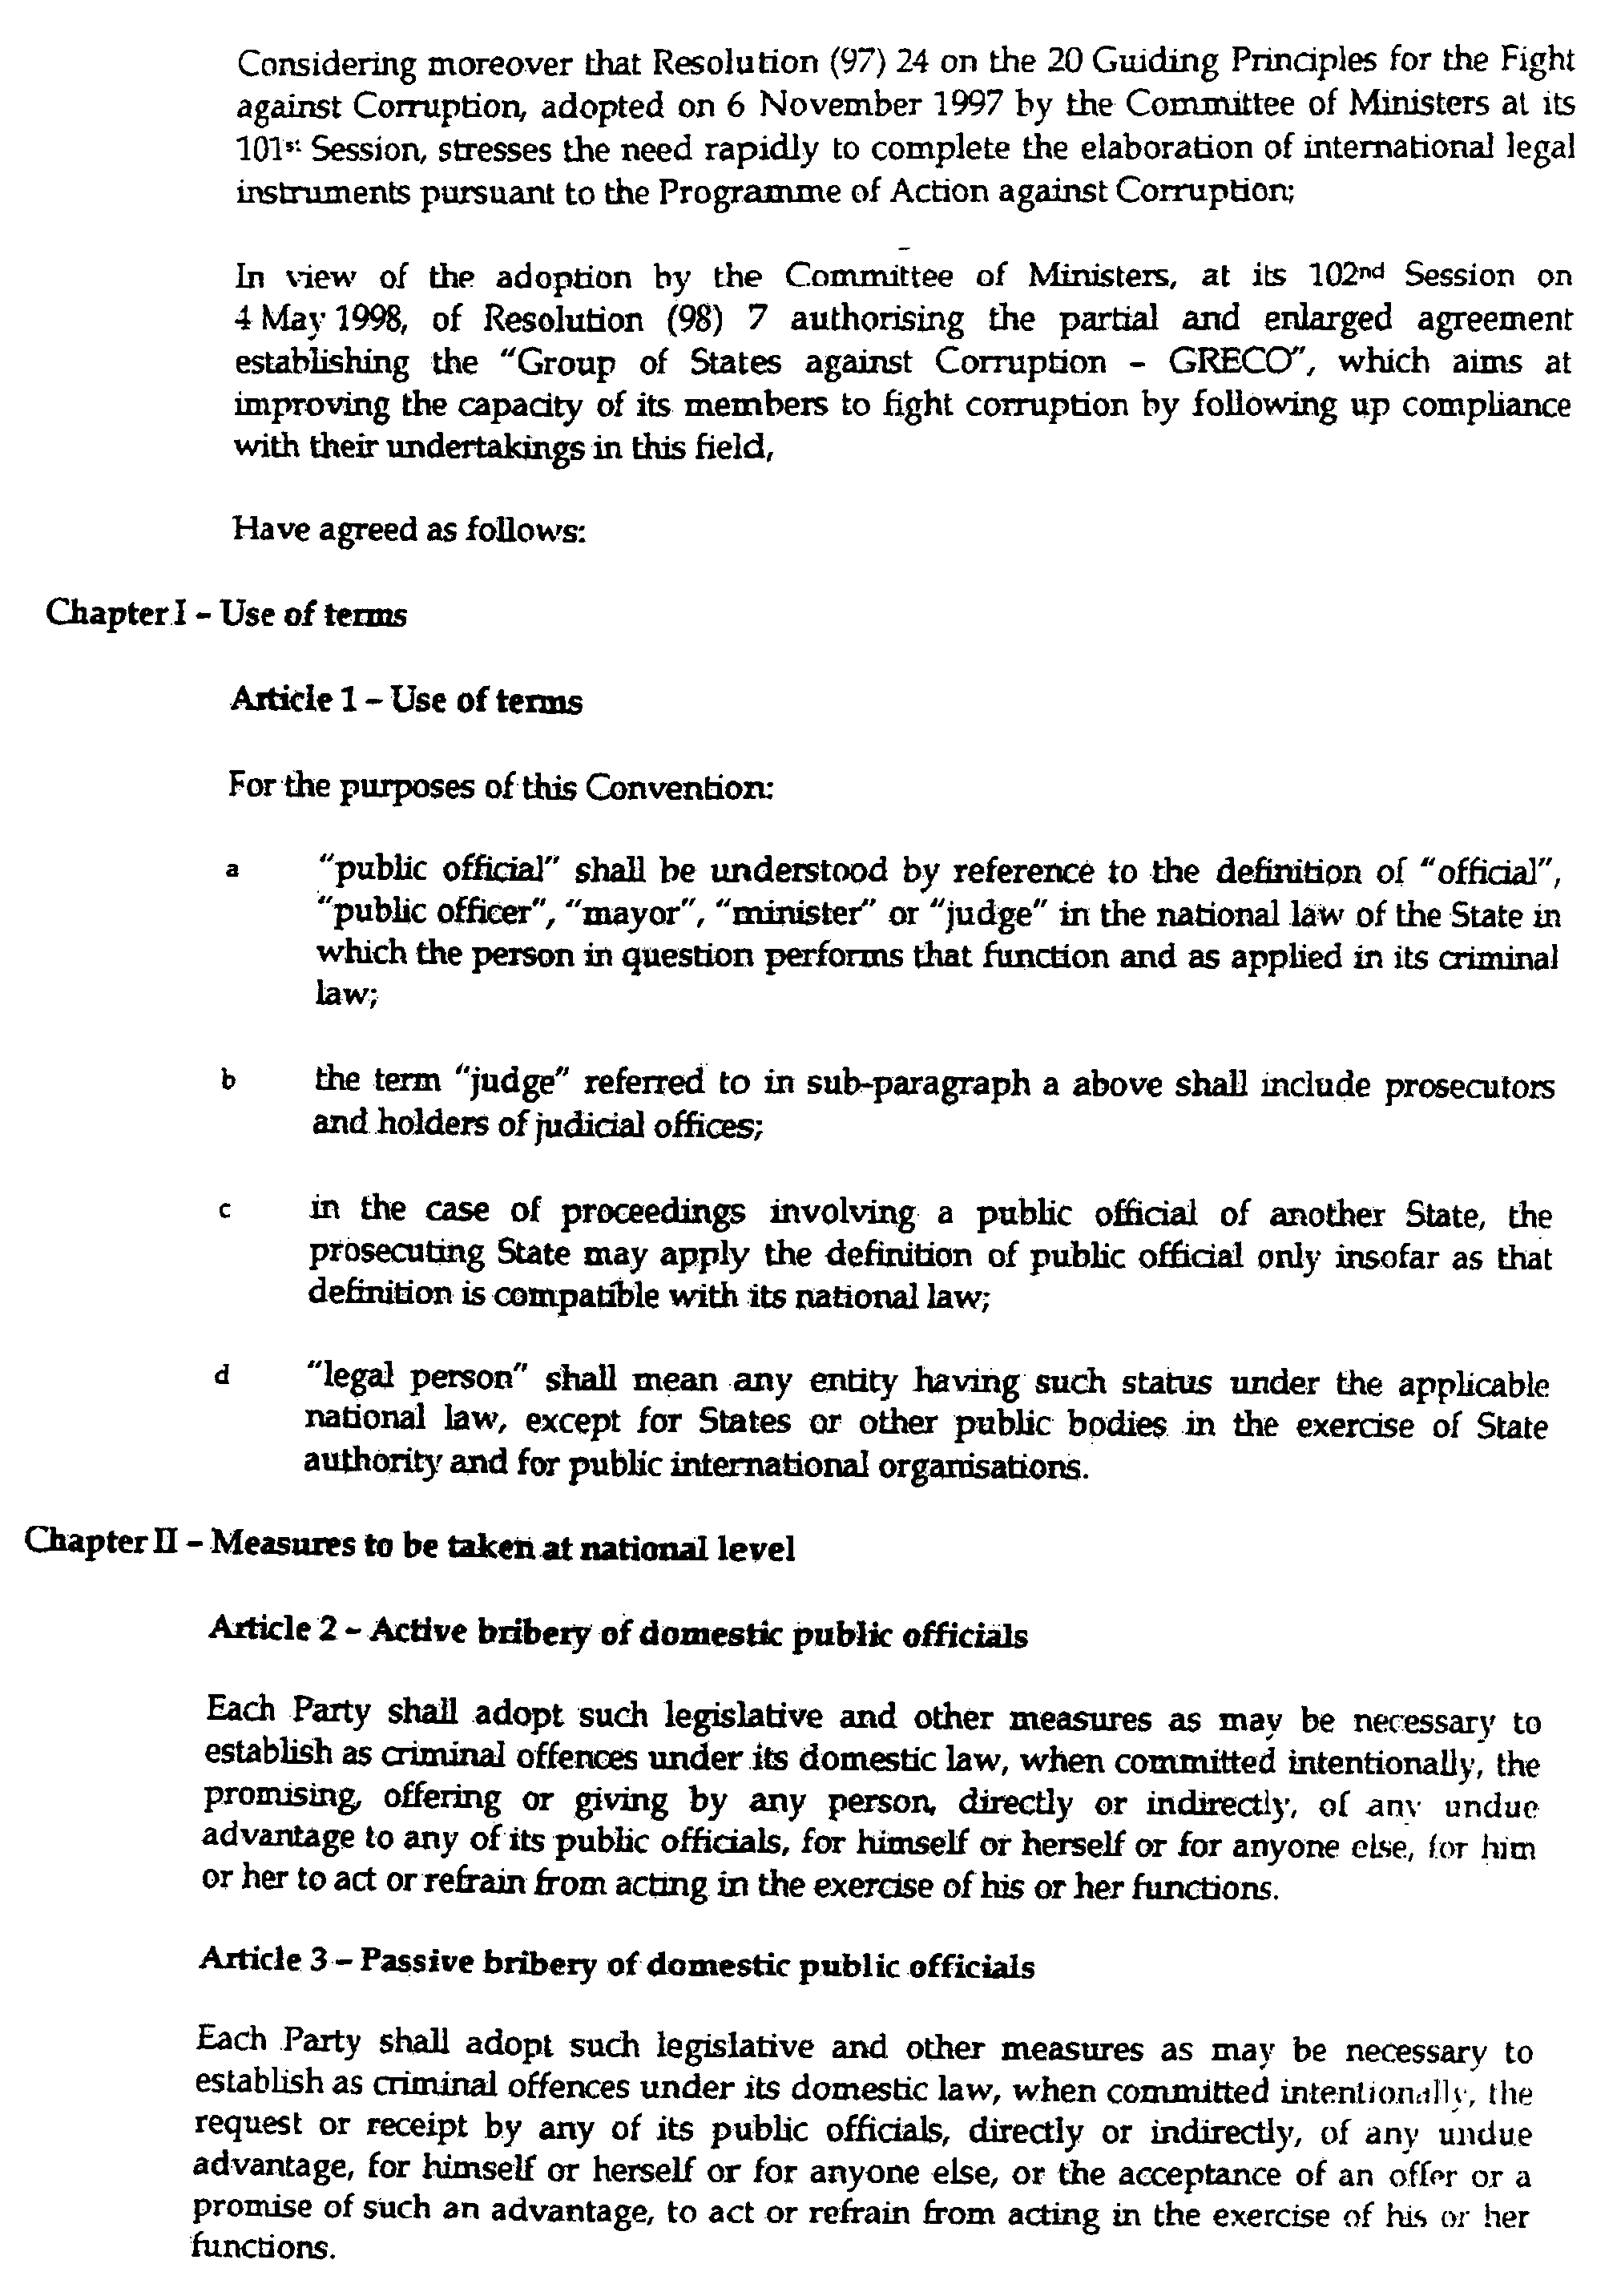 Considering moreover that Resolution (97) 24 on the 20 Guiding Principles for the Fight
against Corruption, adopted on 6 November 1997 by the Committee of Ministers at its
101st Session, stresses the need rapidly to complete the elaboration of international legal
instruments pursuant to the Programme of Action against Corruption;
In view of the adoption by the Committee of Ministers, at its 102nd Session on
4 May 1998, of Resolution (98) 7 authorising the partial and enlarged agreement
establishing the "Group of States against Corruption – GRECO", which aims at
improving the capacity of its members to fight corruption by following up compliance
with their undertakings in this field,
Have agreed as follows:
Chapter I – Use of terms
Article 1 – Use of terms
For the purposes of this Convention:
a "public official" shall be understood by reference to the definition of "official",
"public officer", "mayor", "minister" or "judge" in the national law of the State in
which the person in question performs that function and as applied in its criminal
law;
b the term "judge" referred to in sub-paragraph a above shall include prosecutors
and holders of judicial offices;
c in the case of proceedings involving a public official of another State, the
prosecuting State may apply the definition of public official only insofar as that
definition is compatible with its national law;
d "legal person" shall mean any entity having such status under the applicable
national law, except for States or other public bodies in the exercise of State
authority and for public international organisations.
Chapter II – Measures to be taken at national level
Article 2 – Active bribery of domestic public officials
Each Party shall adopt such legislative and other measures as may be necessary to
establish as criminal offences under its domestic law, when committed intentionally, the
promising, offering or giving by any person, directly or indirectly, of any undue
advantage to any of its public officials, for himself or herself or for anyone else, for him
or her to act or refrain from acting in the exercise of his or her functions.
Article 3 – Passive bribery of domestic public officials
Each Party shall adopt such legislative and other measures as may be necessary to
establish as criminal offences under its domestic law, when committed intentionally, the
request or receipt by any of its public officials, directly or indirectly, of any undue
advantage, for himself or herself or for anyone else, or the acceptance of an offer or a
promise of such an advantage, to act or refrain from acting in the exercise of his or her
functions.